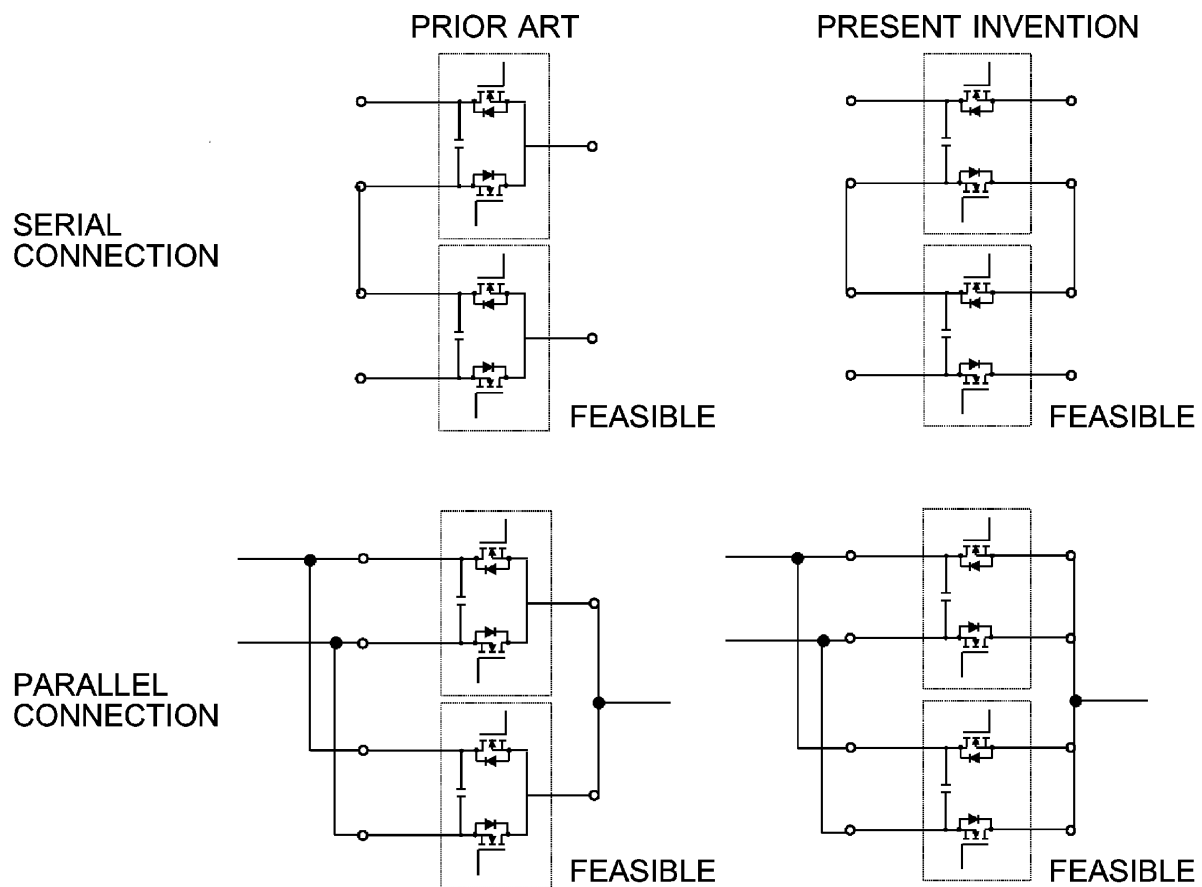 PRIOR ART
PRESENT INVENTION
SERIAL
CONNECTION
FEASIBLE
FEASIBLE
PARALLEL
CONNECTION
FEASIBLE
FEASIBLE